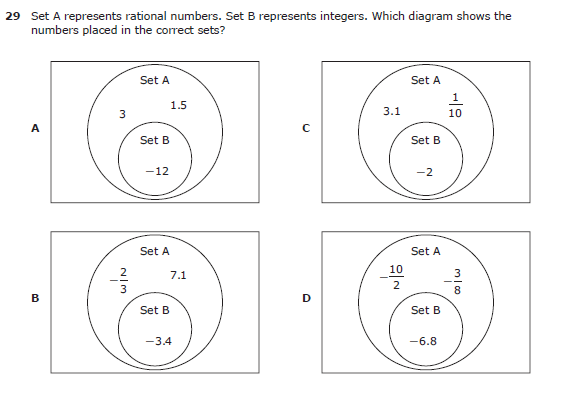 29 Set A represents rational numbers. Set B represents integers. Which diagram shows the
numbers placed in the correct sets?
A
Set A
3
1.5
Set B
−12
C
Set A
3.1
1
10
Set B
−2
B
Set A
−2
3
7.1
Set B
−3.4
D
Set A
−10
2
−3
8
Set B
−6.8